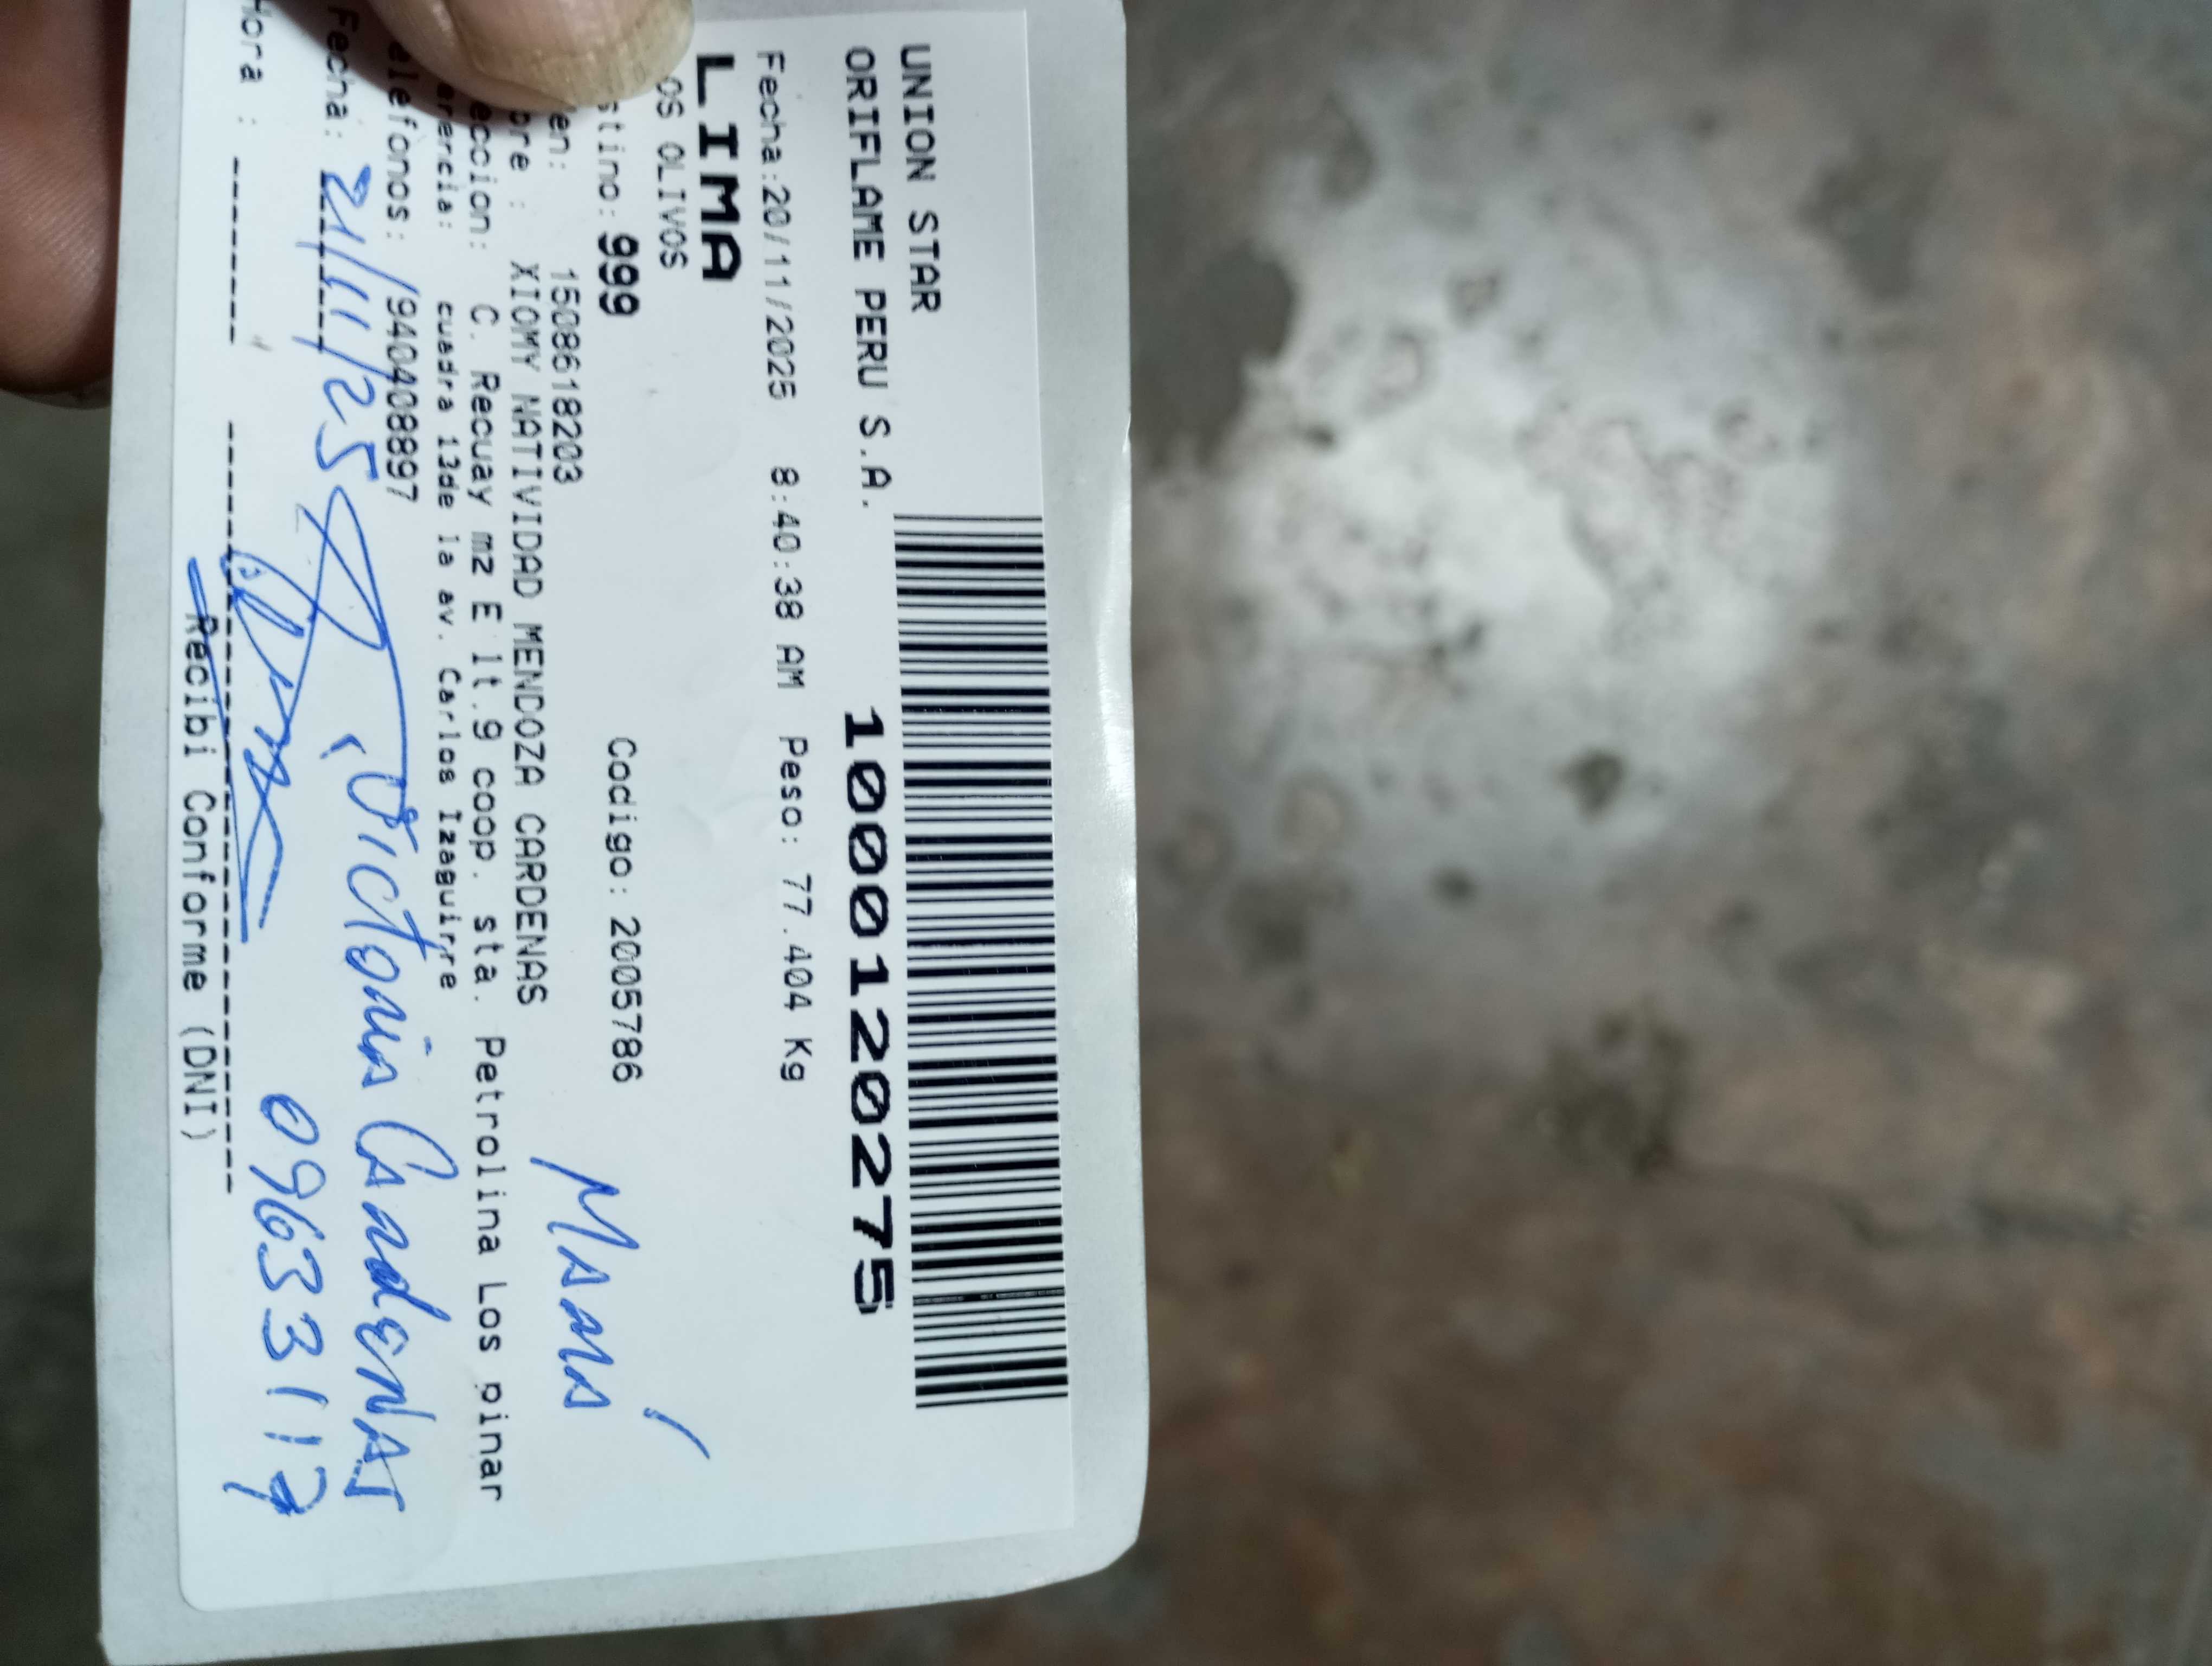 UNION STAR
ORIFLAME PERU S.A. 10001202775
Fecha:20/11/2025 8:40:38 AM Peso: 77.404 Kg
LIMA
OS OLIVOS
stino: 999 Codigo: 2005786
en: 1508618203
bre : XIOMY NATIVIDAD MENDOZA CARDENAS
Mamá
eccion: C. Recuay mz E lt.9 coop. sta. Petrolina Los pinar
erencia: cuadra 13de la av. Carlos Izaguirre
elefonos: /940408897
Fecha: 21/11/25 Victoria Cardenas
Hora : 09633117
Recibi Conforme (DNI)